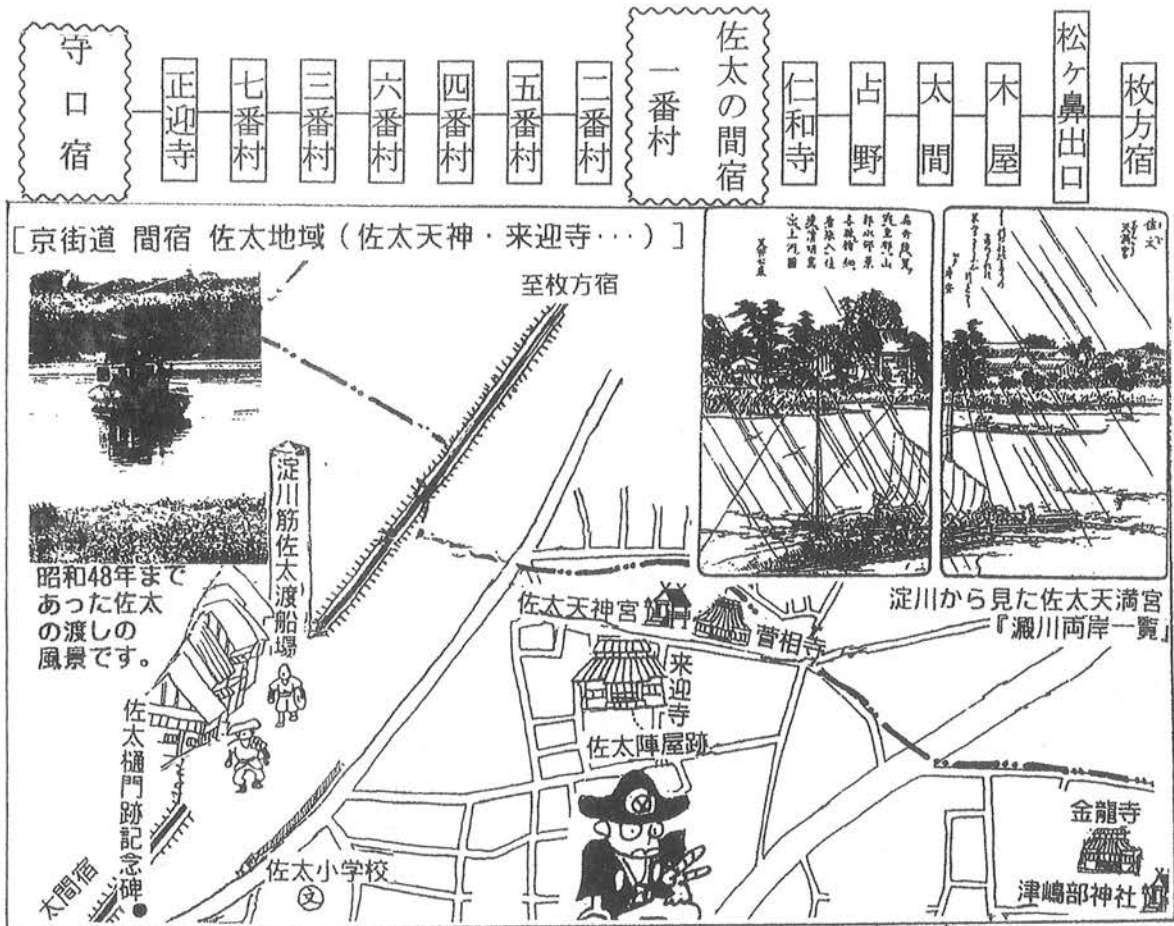 守口宿
正迎寺
七番村
三番村
六番村
四番村
五番村
二番村
佐太の間宿
一番村
仁和寺
占野
太間
木屋
松ヶ鼻出口
枚方宿
[京街道 間宿 佐太地域(佐太天神・来迎寺・・・)]
至枚方宿
淀川筋佐太渡船場
昭和48年まで
あった佐太
の渡しの
風景です。
佐太
天満宮
淀川から見た佐太天満宮
『澱川両岸一覧』
佐太天神宮
菅相寺
来迎寺
佐太陣屋跡
佐太樋門跡記念碑
太間宿
佐太小学校
文
金龍寺
津嶋部神社